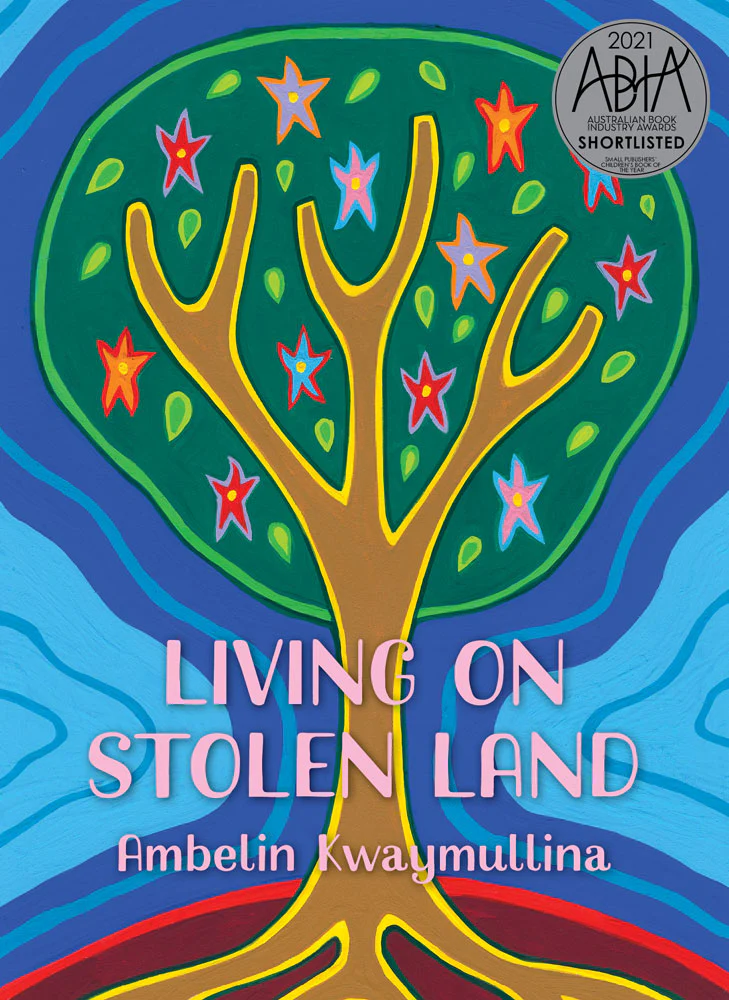 2021
ABIA
AUSTRALIAN BOOK
INDUSTRY AWARDS
SHORTLISTED
SMALL PUBLISHERS'
CHILDREN'S BOOK OF
THE YEAR
LIVING ON
STOLEN LAND
Ambelin Kwaymullina